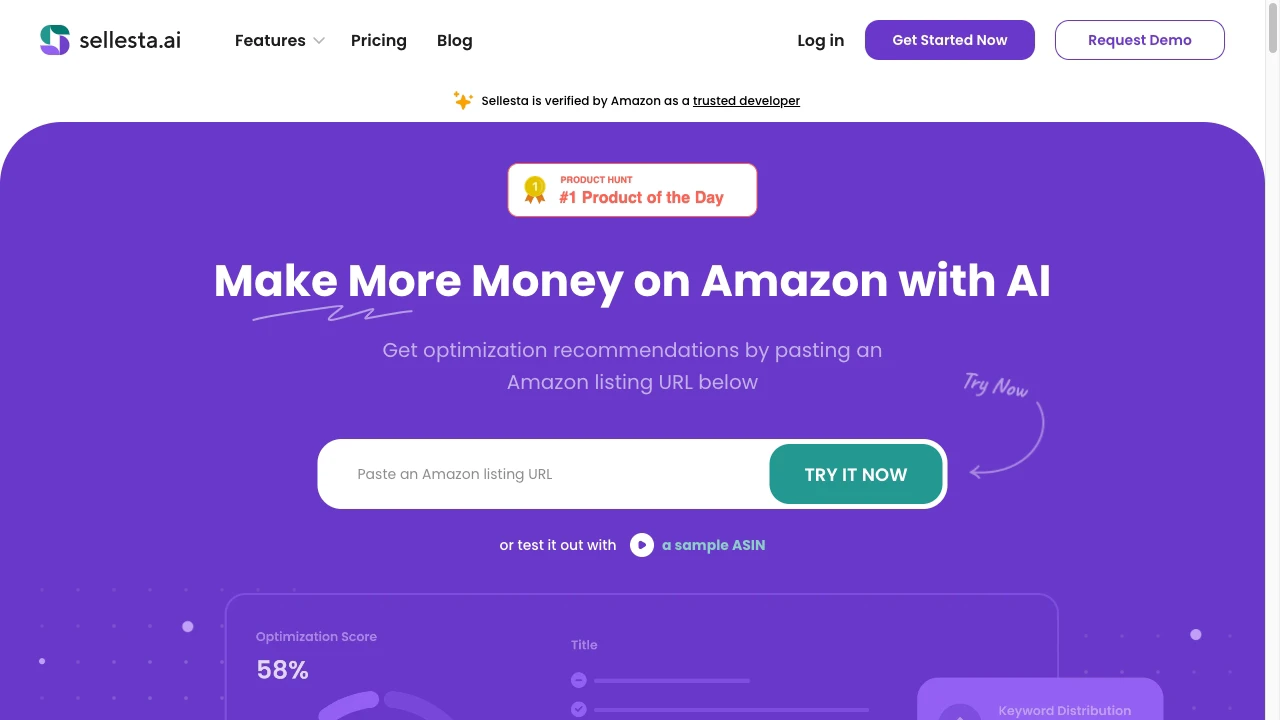 sellesta.ai
Features
Pricing
Blog
Log in
Get Started Now
Request Demo
Sellesta is verified by Amazon as a trusted developer
1
PRODUCT HUNT
#1 Product of the Day
Make More Money on Amazon with AI
Get optimization recommendations by pasting an
Amazon listing URL below
Try Now
Paste an Amazon listing URL
TRY IT NOW
or test it out with a sample ASIN
Optimization Score
58%
Title
Keyword Distribution